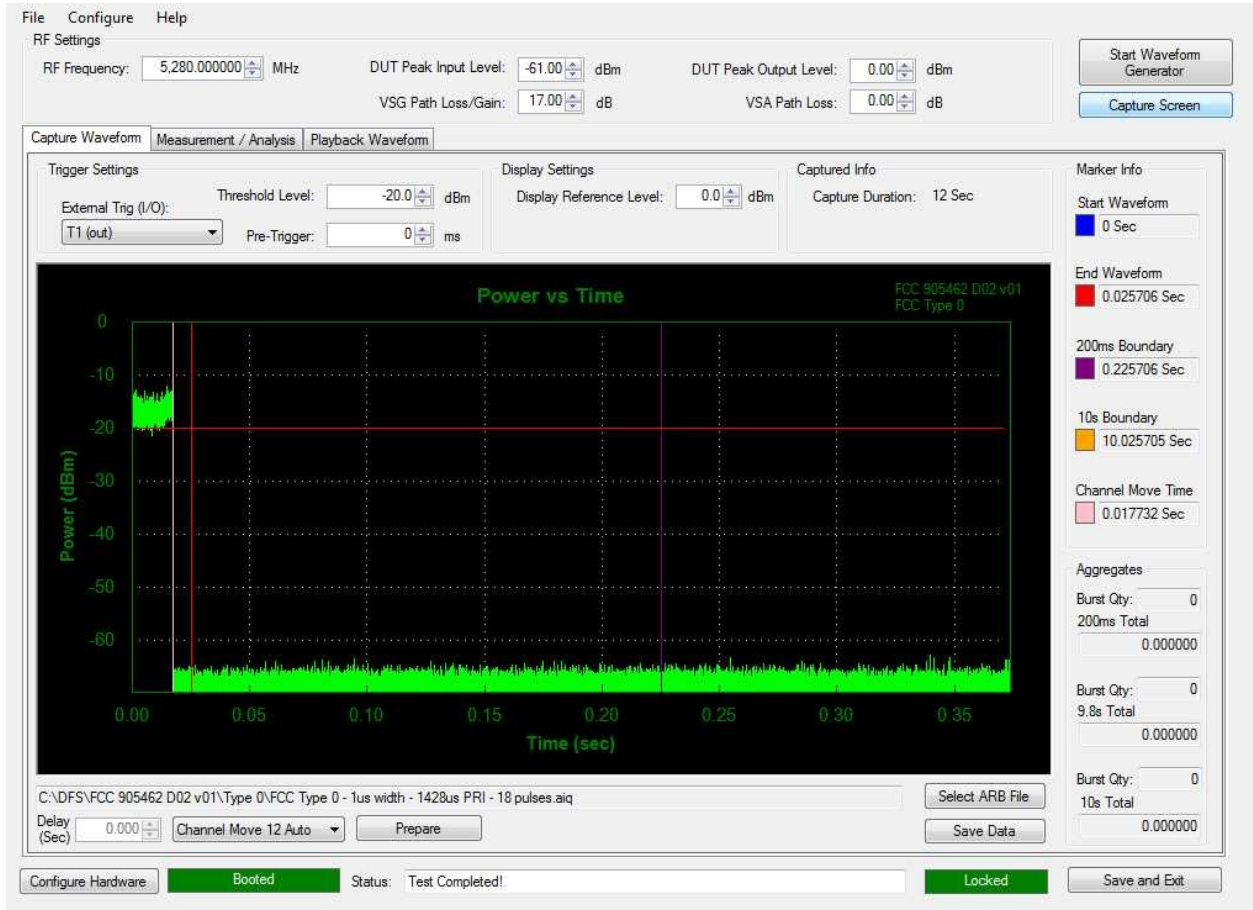 File Configure Help
RF Settings
RF Frequency: 5,280.000000 MHz DUT Peak Input Level: -61.00 dBm DUT Peak Output Level: 0.00 dBm
VSG Path Loss/Gain: 17.00 dB VSA Path Loss: 0.00 dB
Start Waveform
Generator
Capture Screen
Capture Waveform Measurement / Analysis Playback Waveform
Trigger Settings
External Trig (I/O):
T1 (out)
Threshold Level: -20.0 dBm
Pre-Trigger: 0 ms
Display Settings
Display Reference Level: 0.0 dBm
Captured Info
Capture Duration: 12 Sec
Marker Info
Start Waveform
0 Sec
End Waveform
0.025706 Sec
200ms Boundary
0.225706 Sec
10s Boundary
10.025705 Sec
Channel Move Time
0.017732 Sec
Power vs Time
FCC 905462 D02 v01
FCC Type 0
Power (dBm)
0
-10
-20
-30
-40
-50
-60
0.00 0.05 0.10 0.15 0.20 0.25 0.30 0.35
Time (sec)
Aggregates
Burst Qty: 0
200ms Total
0.000000
Burst Qty: 0
9.8s Total
0.000000
Burst Qty: 0
10s Total
0.000000
C:\DFS\FCC 905462 D02 v01\Type 0\FCC Type 0 - 1us width - 1428us PRI - 18 pulses.aiq
Select ARB File
Delay
(Sec)
0.000 Channel Move 12 Auto Prepare
Save Data
Configure Hardware Booted Status: Test Completed! Locked Save and Exit